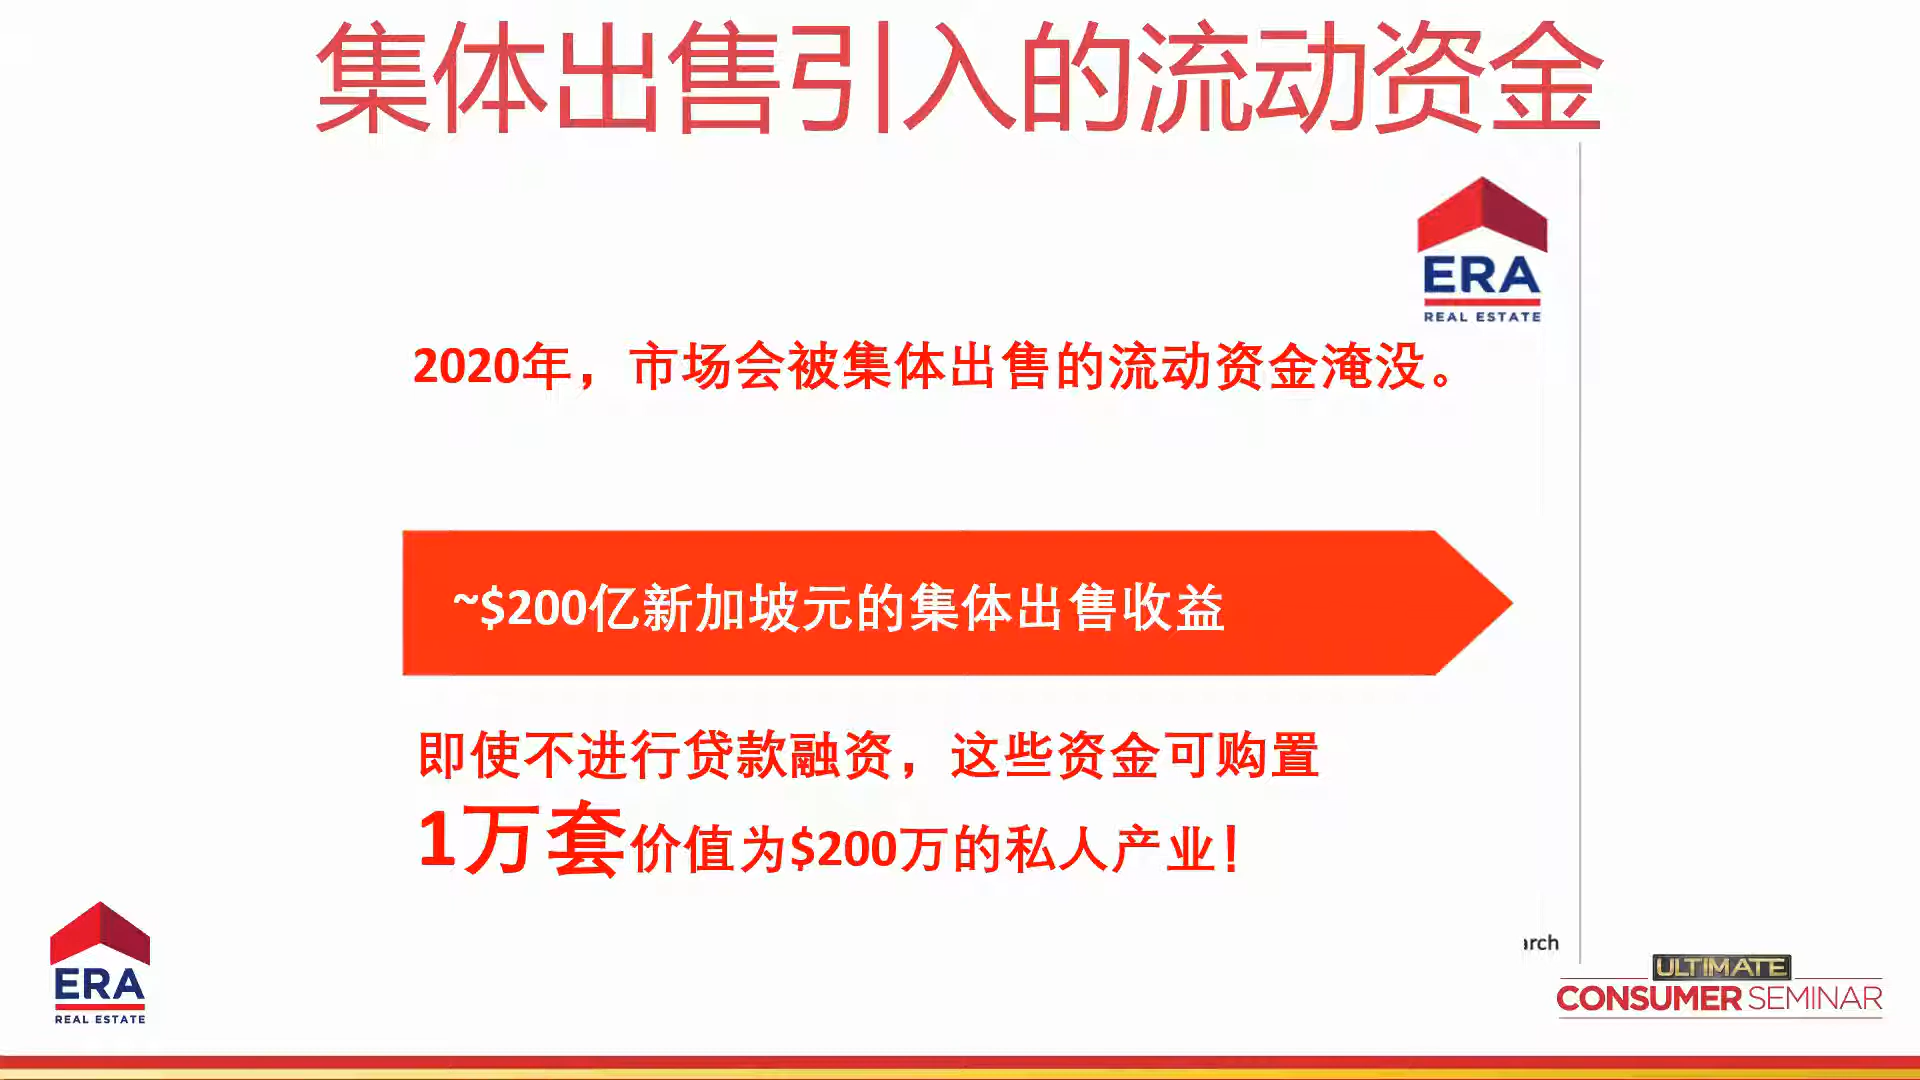 集体出售引入的流动资金
ERA
REAL ESTATE
2020年，市场会被集体出售的流动资金淹没。
~$200亿新加坡元的集体出售收益
即使不进行贷款融资，这些资金可购置
1万套价值为$200万的私人产业！
ERA
REAL ESTATE
arch
ULTIMATE
CONSUMER SEMINAR